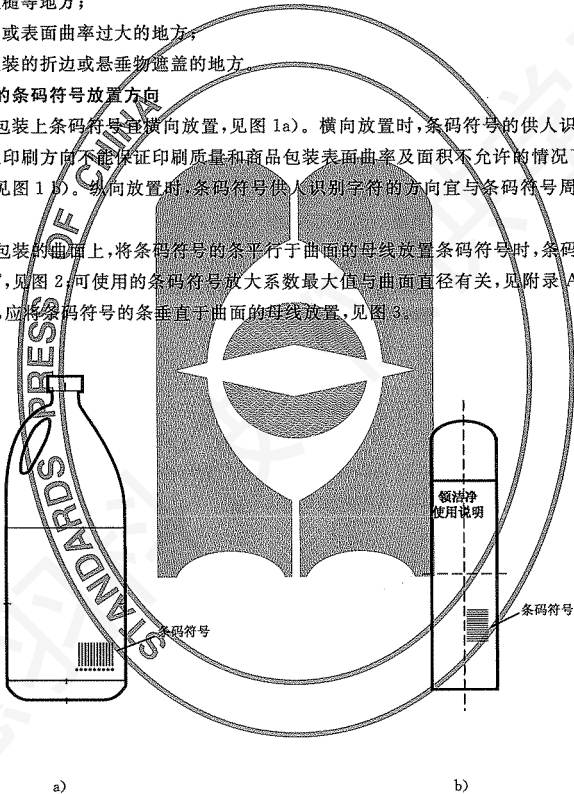 等地方；
或表面曲率过大的地方；
装的折边或悬垂物遮盖的地方。
的条码符号放置方向
包装上条码符号宜横向放置，见图 1a）。横向放置时，条码符号的供人识
印刷方向不能保证印刷质量和商品包装表面曲率及面积不允许的情况
见图 1 b）。纵向放置时，条码符号供人识别字符的方向宜与条码符号周
包装的曲面上，将条码符号的条平行于曲面的母线放置条码符号时，条码
，见图 2；可使用的条码符号放大系数最大值与曲面直径有关，见附录 A
，应将条码符号的条垂直于曲面的母线放置，见图 3。
STANDARDS PRESS OF CHINA
领洁净
使用说明
条码符号
条码符号
a）
b）